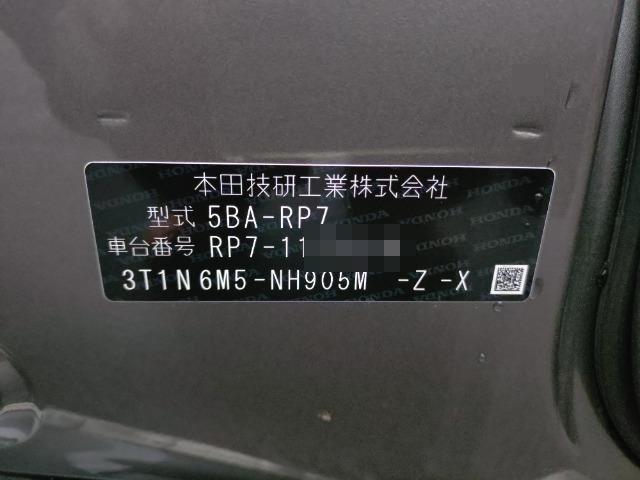 本田技研工業株式会社
型式 5BA-RP7
車台番号 RP7-11
3T1N6M5-NH905M -Z -X